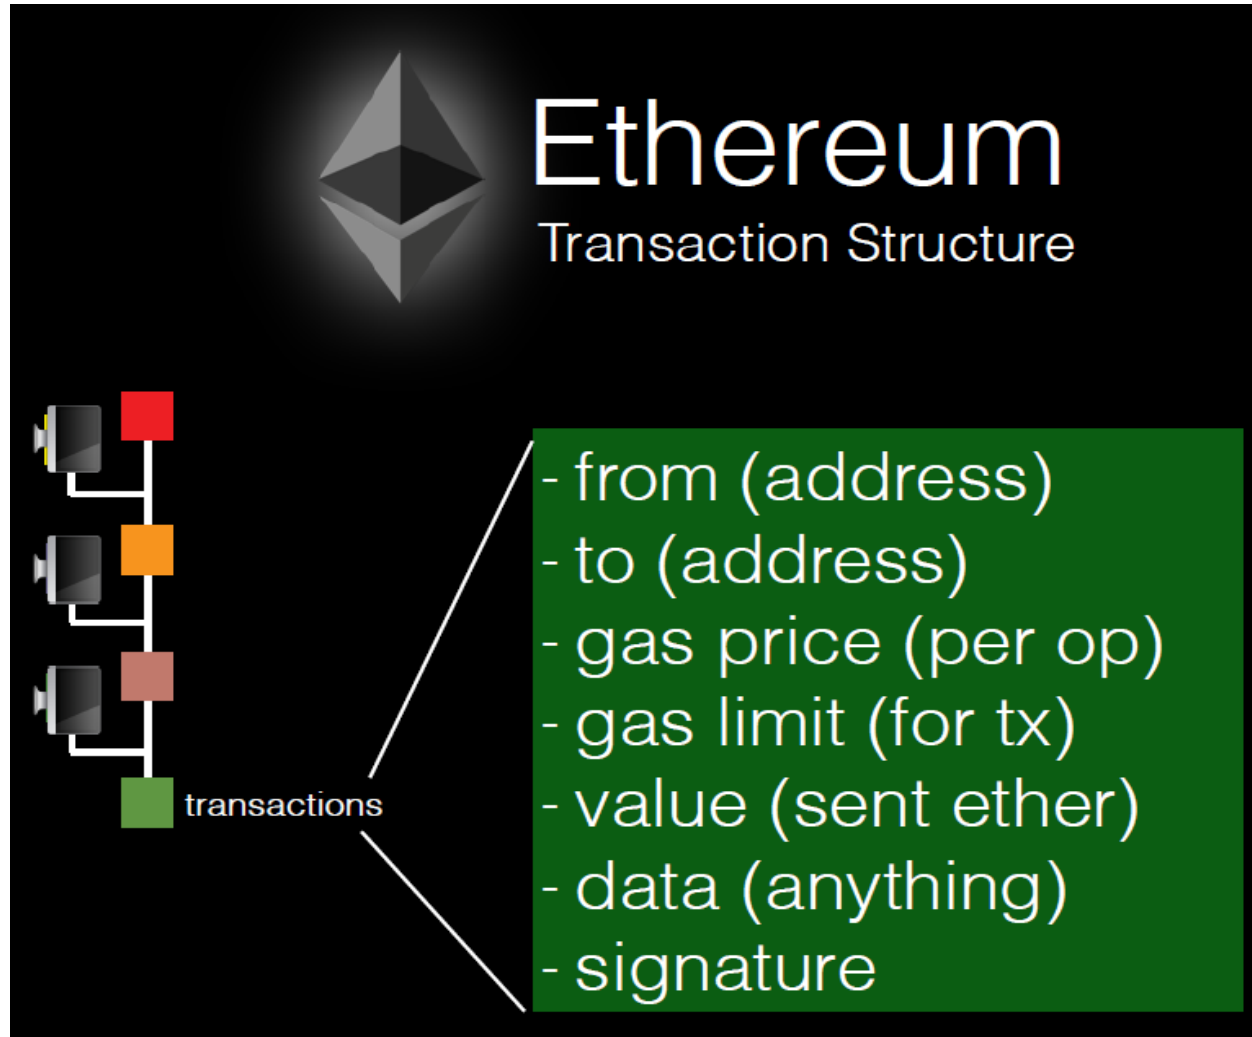 Ethereum
Transaction Structure
transactions
- from (address)
- to (address)
- gas price (per op)
- gas limit (for tx)
- value (sent ether)
- data (anything)
- signature